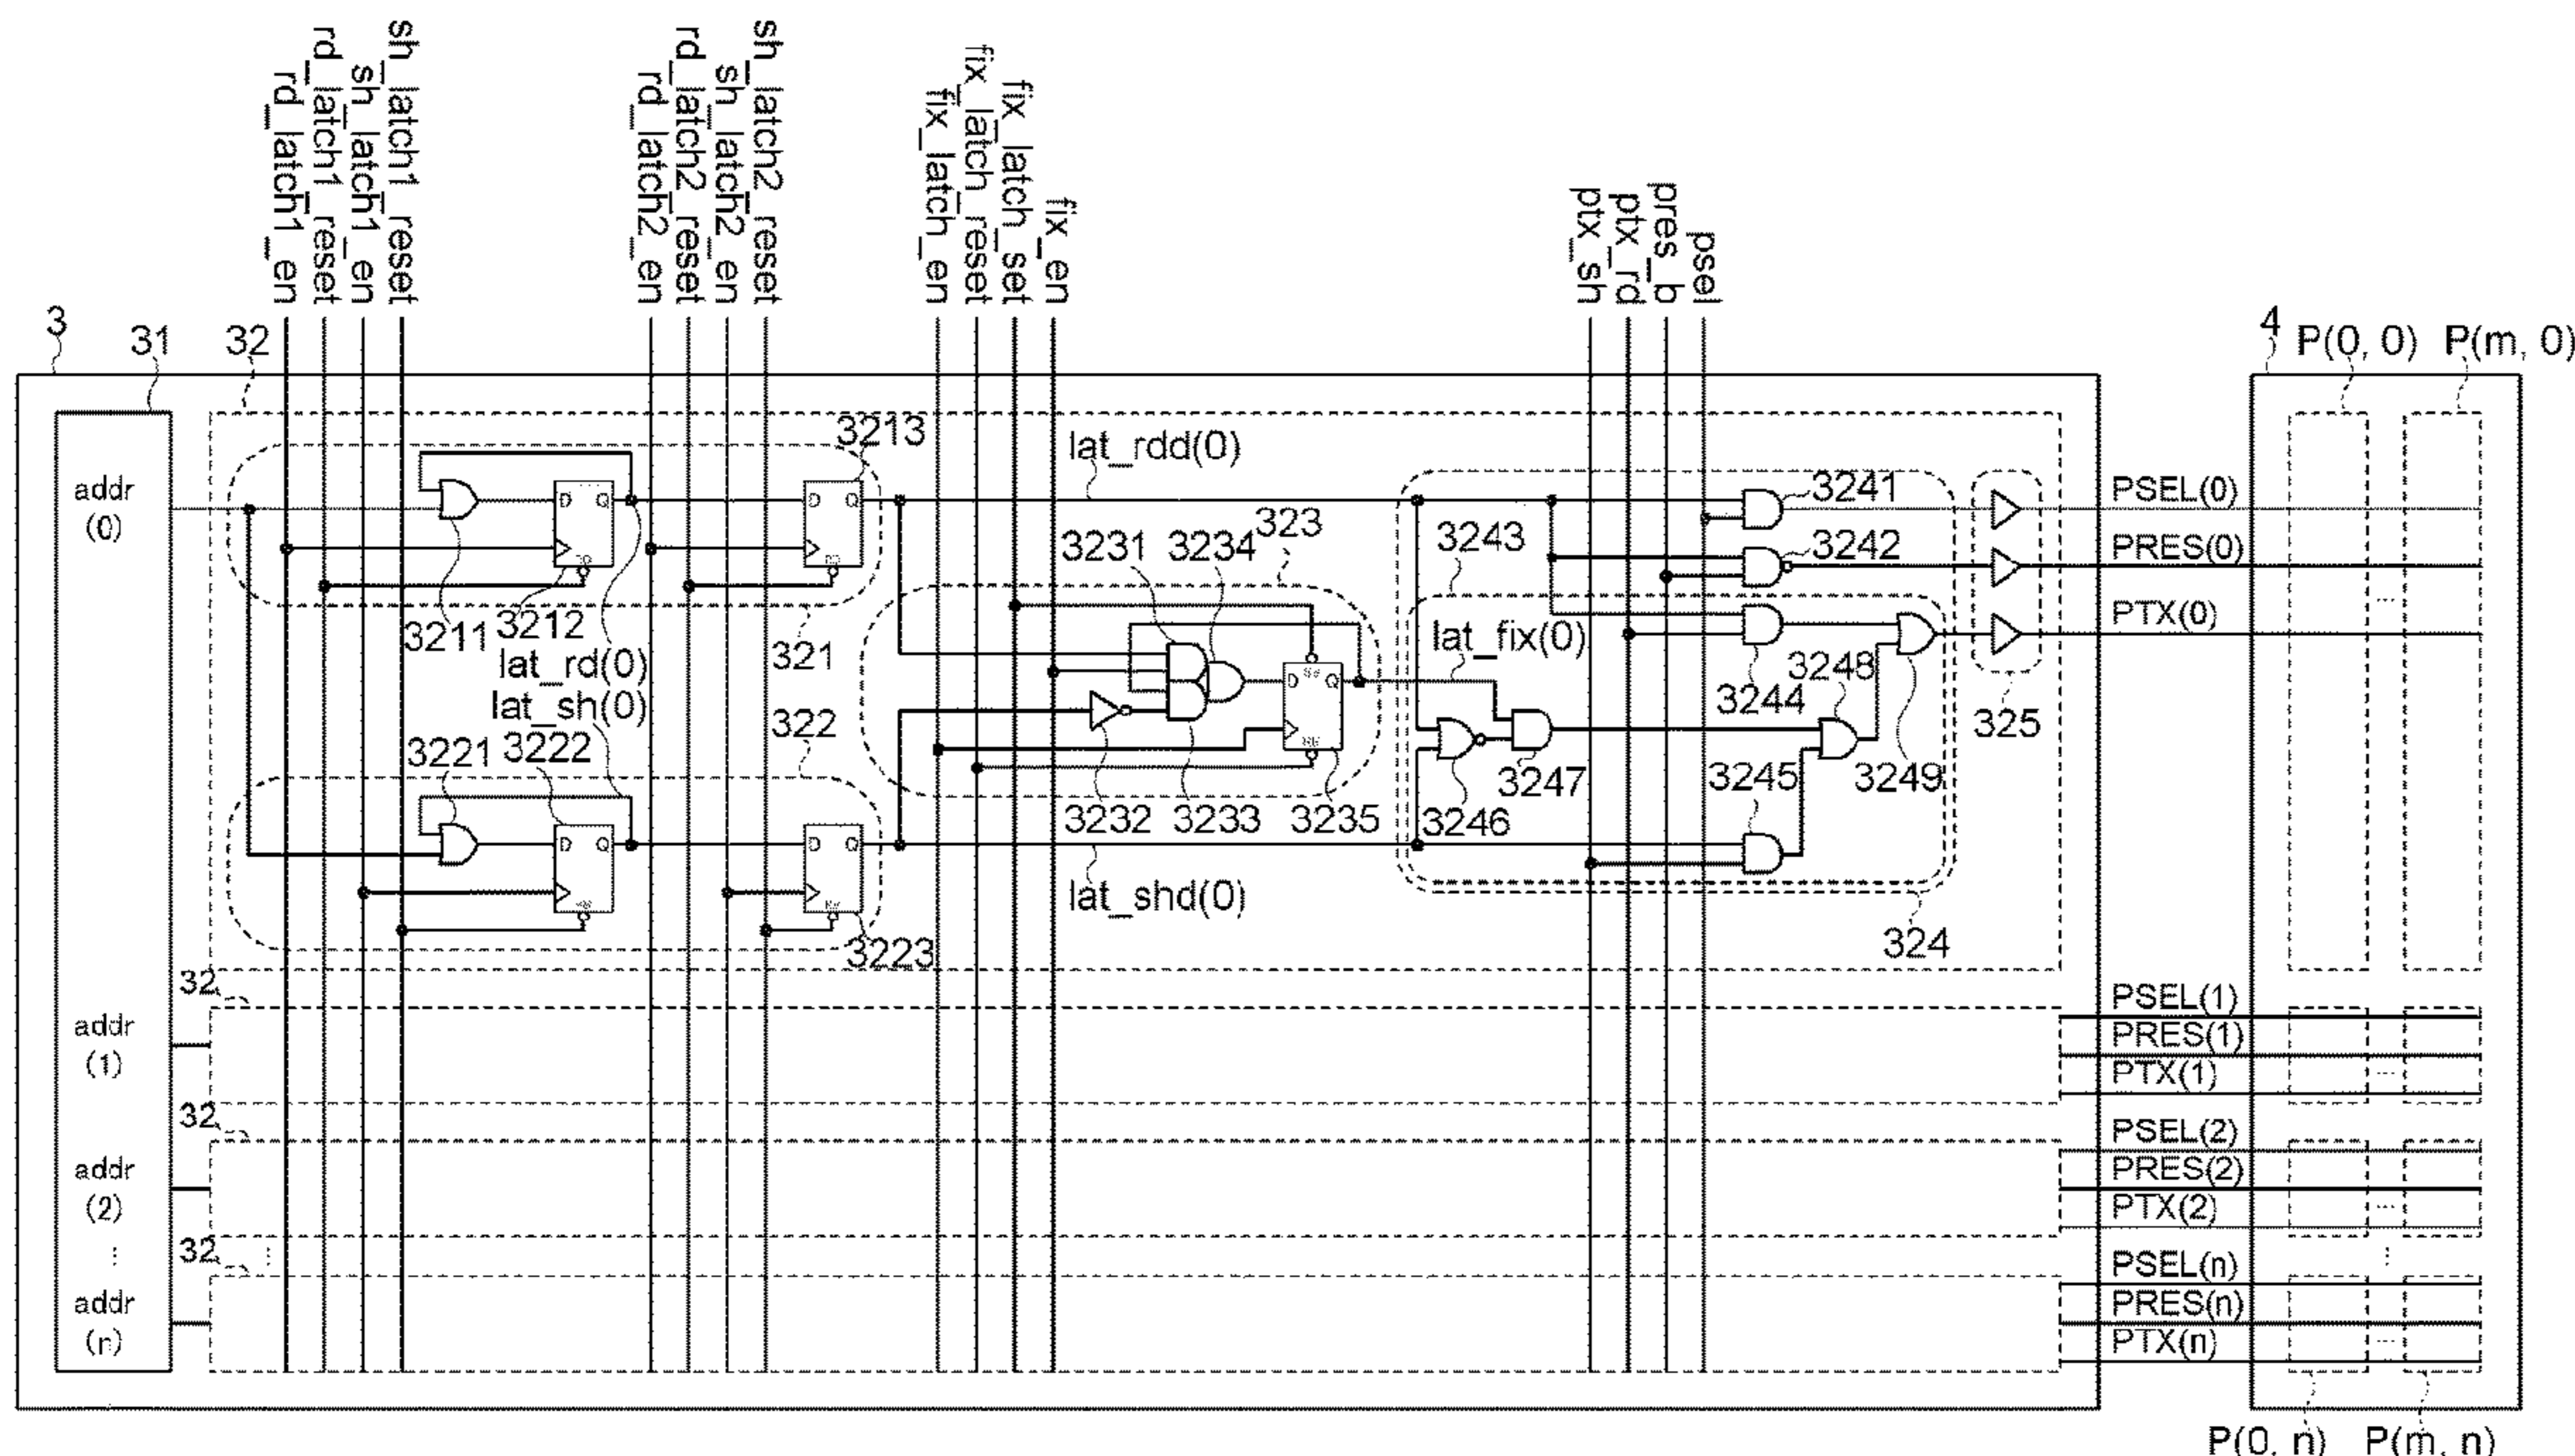 rd_latch1_en
rd_latch1_reset
sh_latch1_en
sh_latch1_reset
rd_latch2_en
rd_latch2_reset
sh_latch2_en
sh_latch2_reset
fix_latch_en
fix_latch_reset
fix_latch_set
fix_en
ptx_sh
ptx_rd
pres_b
psel
3
31
32
4
P(0, 0)
P(m, 0)
addr
(0)
3213
lat_rdd(0)
D Q
D Q
3241
PSEL(0)
323
3243
3231
3234
3242
PRES(0)
3211
3212
321
lat_rd(0)
lat_fix(0)
PTX(0)
...
3248
3244
325
D Q
lat_sh(0)
322
3221
3222
3232
3233
3235
3246
3247
3245
3249
D Q
D Q
lat_shd(0)
3223
324
32
addr
(1)
PSEL(1)
PRES(1)
PTX(1)
...
32
addr
(2)
PSEL(2)
PRES(2)
PTX(2)
...
...
32
...
...
addr
(n)
PSEL(n)
PRES(n)
PTX(n)
...
P(0, n)
P(m, n)